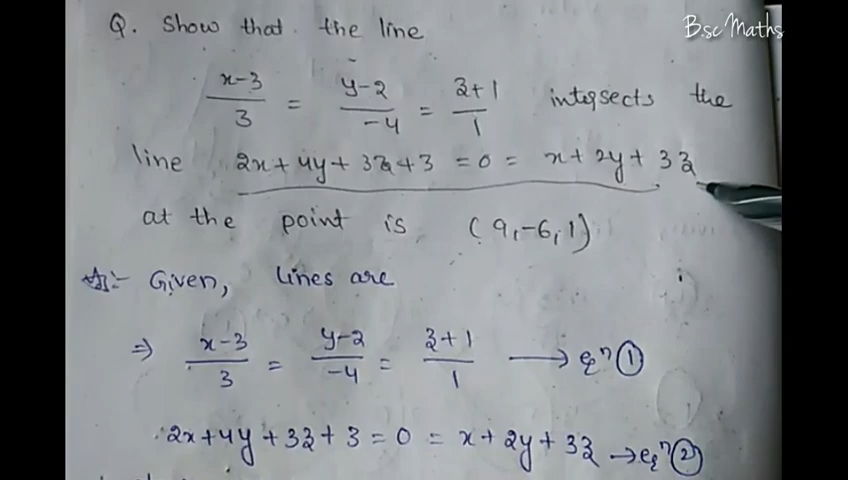 B.sc Maths
Q. Show that the line
x-3/3 = y-2/-4 = z+1/1 intersects the
line 2x+4y+3z+3 =0 = x+2y+3z
at the point is (9,-6,1)
Given, lines are
⇒ x-3/3 = y-2/-4 = z+1/1 → eqn ①
2x+4y+3z+3=0=x+2y+3z → eqn ②